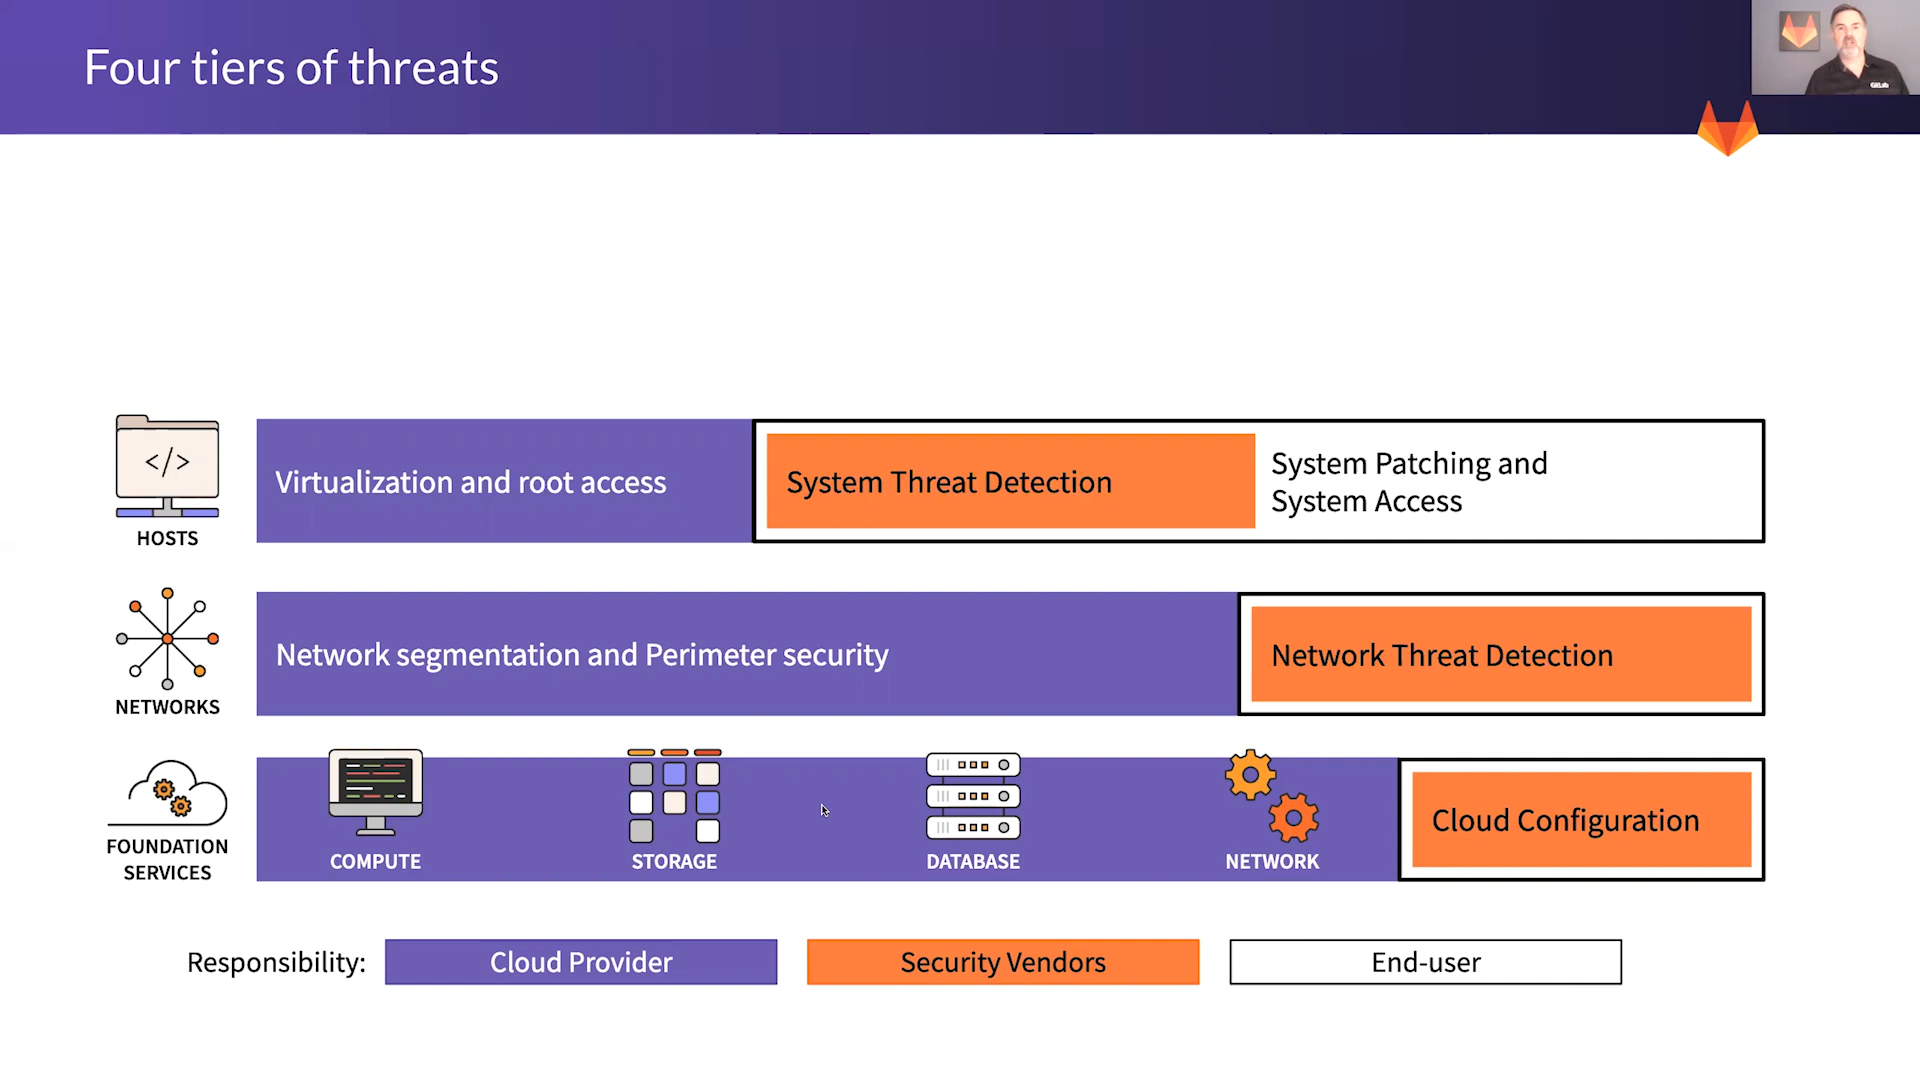 Four tiers of threats
GitLab
</>
HOSTS
Virtualization and root access
System Threat Detection
System Patching and
System Access
NETWORKS
Network segmentation and Perimeter security
Network Threat Detection
FOUNDATION
SERVICES
COMPUTE
STORAGE
DATABASE
NETWORK
Cloud Configuration
Responsibility:
Cloud Provider
Security Vendors
End-user